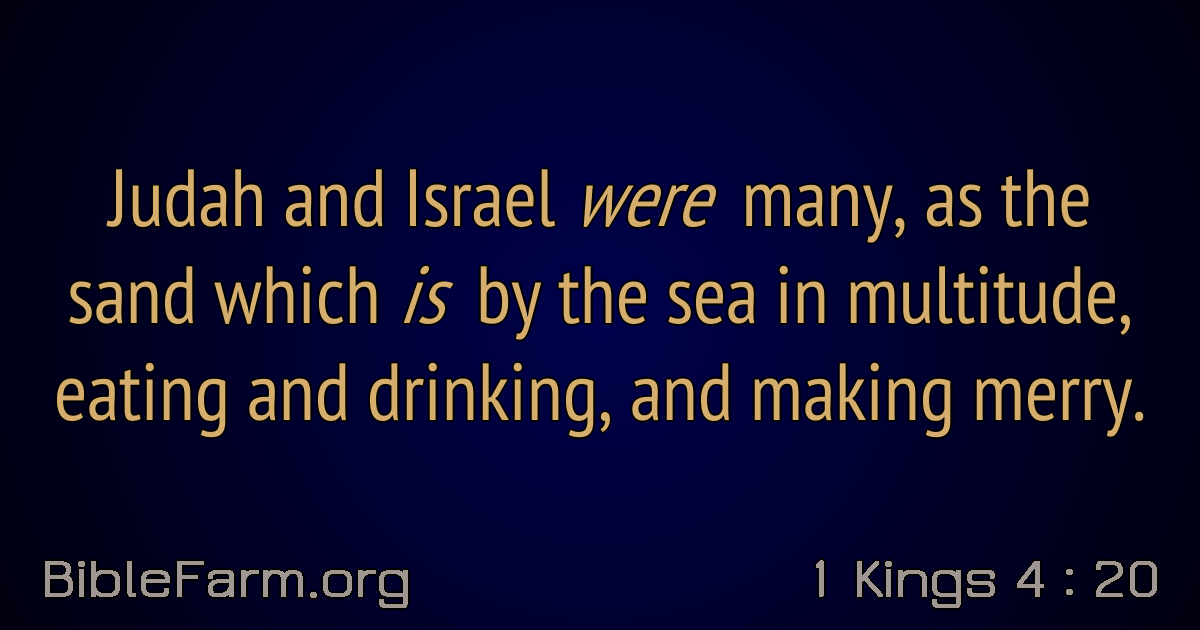 Judah and Israel were many, as the
sand which is by the sea in multitude,
eating and drinking, and making merry.
BibleFarm.org
1 Kings 4 : 20